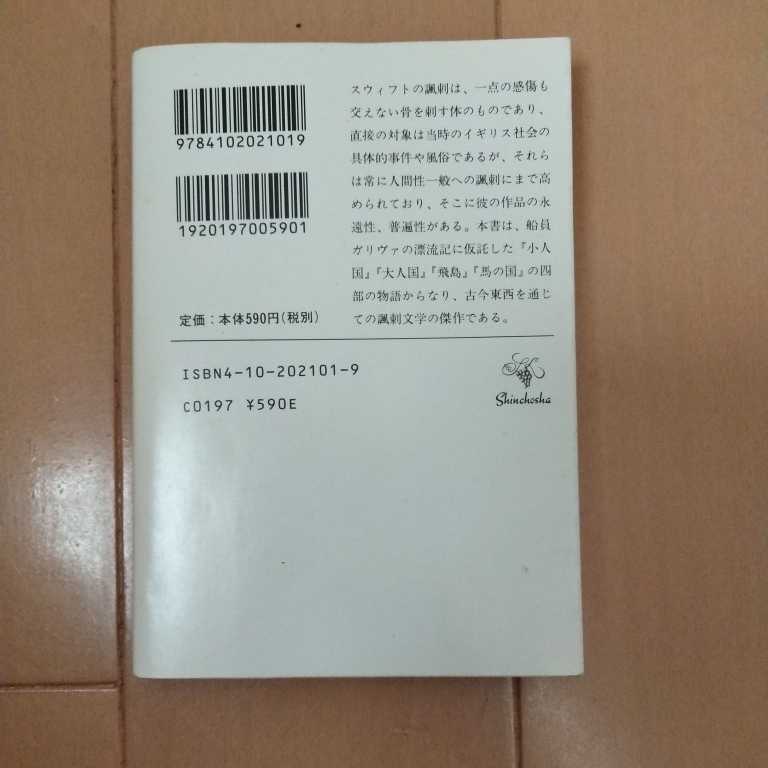 9784102021019
1920197005901
定価：本体590円（税別）
スウィフトの諷刺は、一点の感傷も
交えない骨を刺す体のものであり、
直接の対象は当時のイギリス社会の
具体的事件や風俗であるが、それら
は常に人間性一般への諷刺にまで高
められており、そこに彼の作品の永
遠性、普遍性がある。本書は、船員
ガリヴァの漂流記に仮託した『小人
国』『大人国』『飛島』『馬の国』の四
部の物語からなり、古今東西を通じ
ての諷刺文学の傑作である。
ISBN4-10-202101-9
C0197 ¥590E
Shinchosha